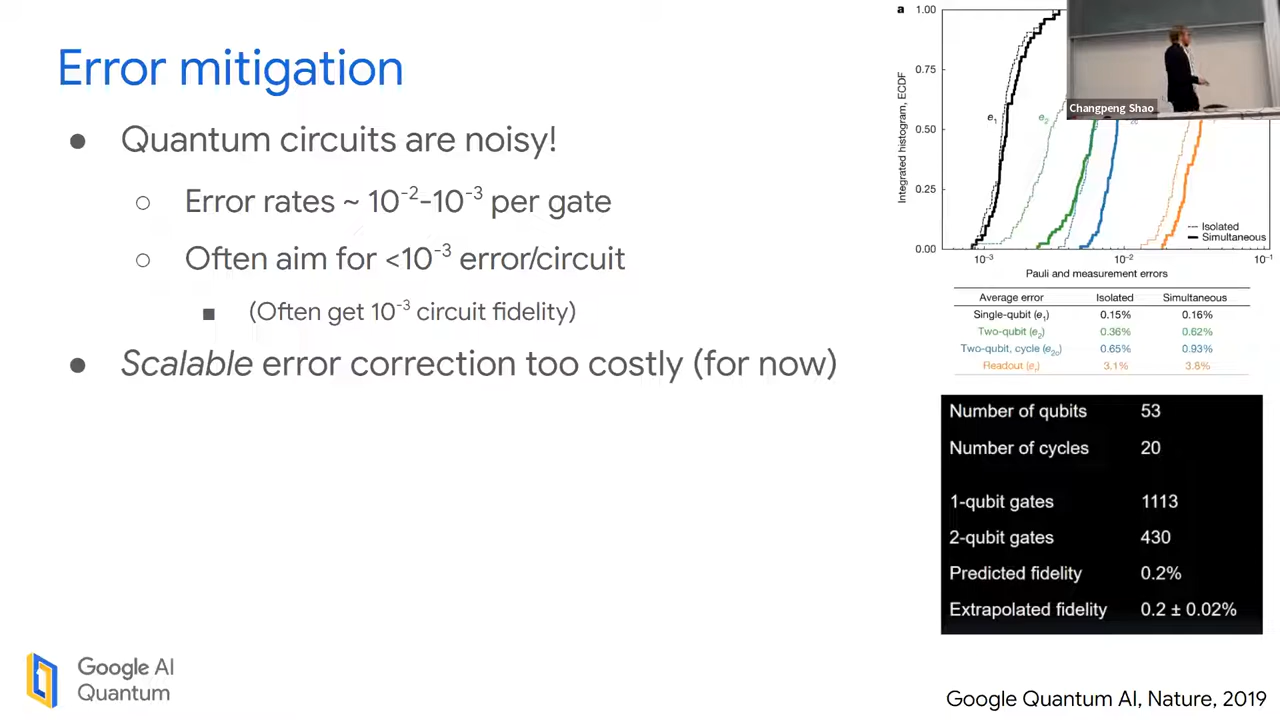 Error mitigation
● Quantum circuits are noisy!
○ Error rates ~ 10⁻²-10⁻³ per gate
○ Often aim for <10⁻³ error/circuit
■ (Often get 10⁻³ circuit fidelity)
● Scalable error correction too costly (for now)
Google AI
Quantum
a
Integrated histogram, ECDF
1.00
0.75
0.50
0.25
0.00
e₁
e₂
Isolated
Simultaneous
10⁻³
10⁻²
10⁻¹
Pauli and measurement errors
Changpeng Shao
Average error Isolated Simultaneous
Single-qubit (e₁) 0.15% 0.16%
Two-qubit (e₂) 0.36% 0.62%
Two-qubit, cycle (e₂c) 0.65% 0.93%
Readout (eᵣ) 3.1% 3.8%
Number of qubits 53
Number of cycles 20
1-qubit gates 1113
2-qubit gates 430
Predicted fidelity 0.2%
Extrapolated fidelity 0.2 ± 0.02%
Google Quantum AI, Nature, 2019